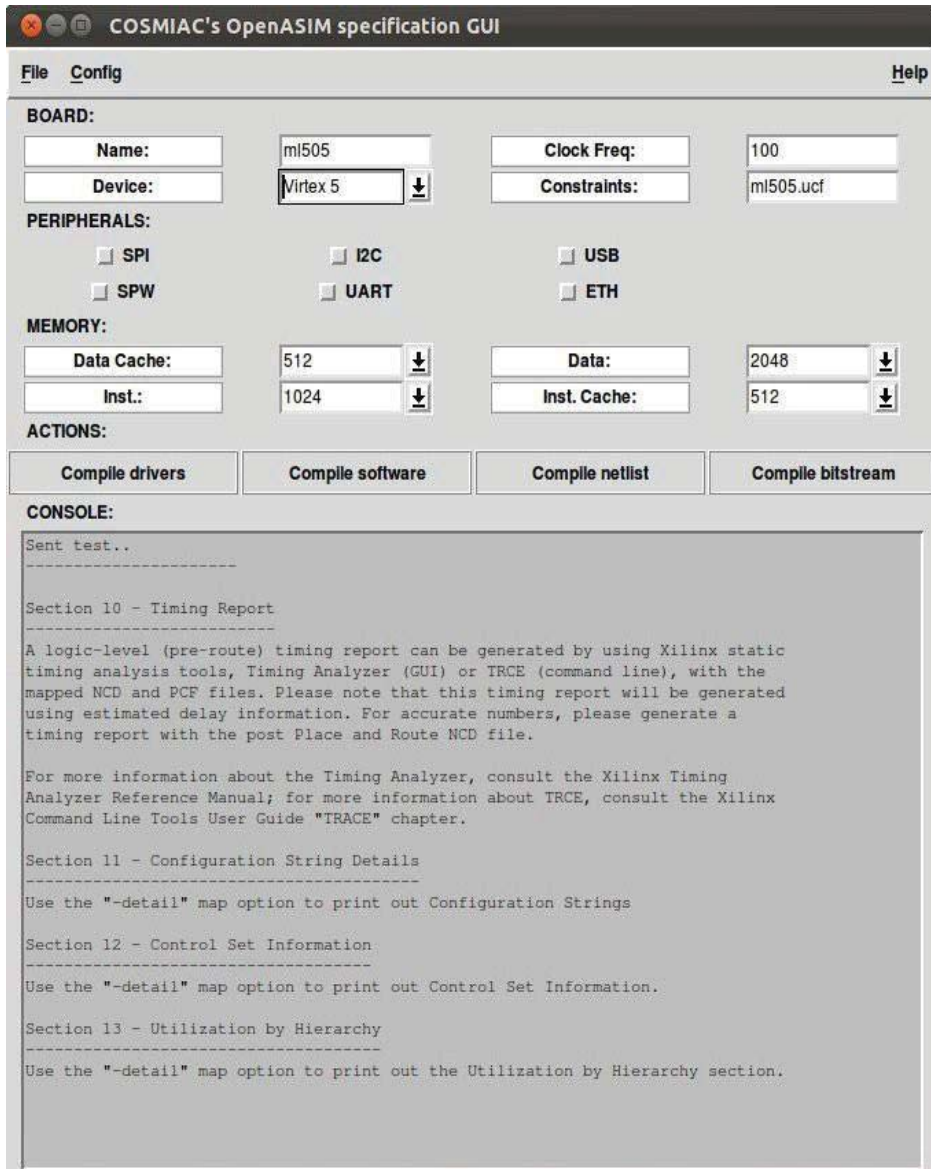 COSMIAC's OpenASIM specification GUI
File Config Help
BOARD:
Name: ml505 Clock Freq: 100
Device: Virtex 5 Constraints: ml505.ucf
PERIPHERALS:
SPI I2C USB
SPW UART ETH
MEMORY:
Data Cache: 512 Data: 2048
Inst.: 1024 Inst. Cache: 512
ACTIONS:
Compile drivers Compile software Compile netlist Compile bitstream
CONSOLE:
Sent test..
----------------------
Section 10 - Timing Report
--------------------------
A logic-level (pre-route) timing report can be generated by using Xilinx static
timing analysis tools, Timing Analyzer (GUI) or TRCE (command line), with the
mapped NCD and PCF files. Please note that this timing report will be generated
using estimated delay information. For accurate numbers, please generate a
timing report with the post Place and Route NCD file.
For more information about the Timing Analyzer, consult the Xilinx Timing
Analyzer Reference Manual; for more information about TRCE, consult the Xilinx
Command Line Tools User Guide "TRACE" chapter.
Section 11 - Configuration String Details
-----------------------------------------
Use the "-detail" map option to print out Configuration Strings
Section 12 - Control Set Information
------------------------------------
Use the "-detail" map option to print out Control Set Information.
Section 13 - Utilization by Hierarchy
-------------------------------------
Use the "-detail" map option to print out the Utilization by Hierarchy section.